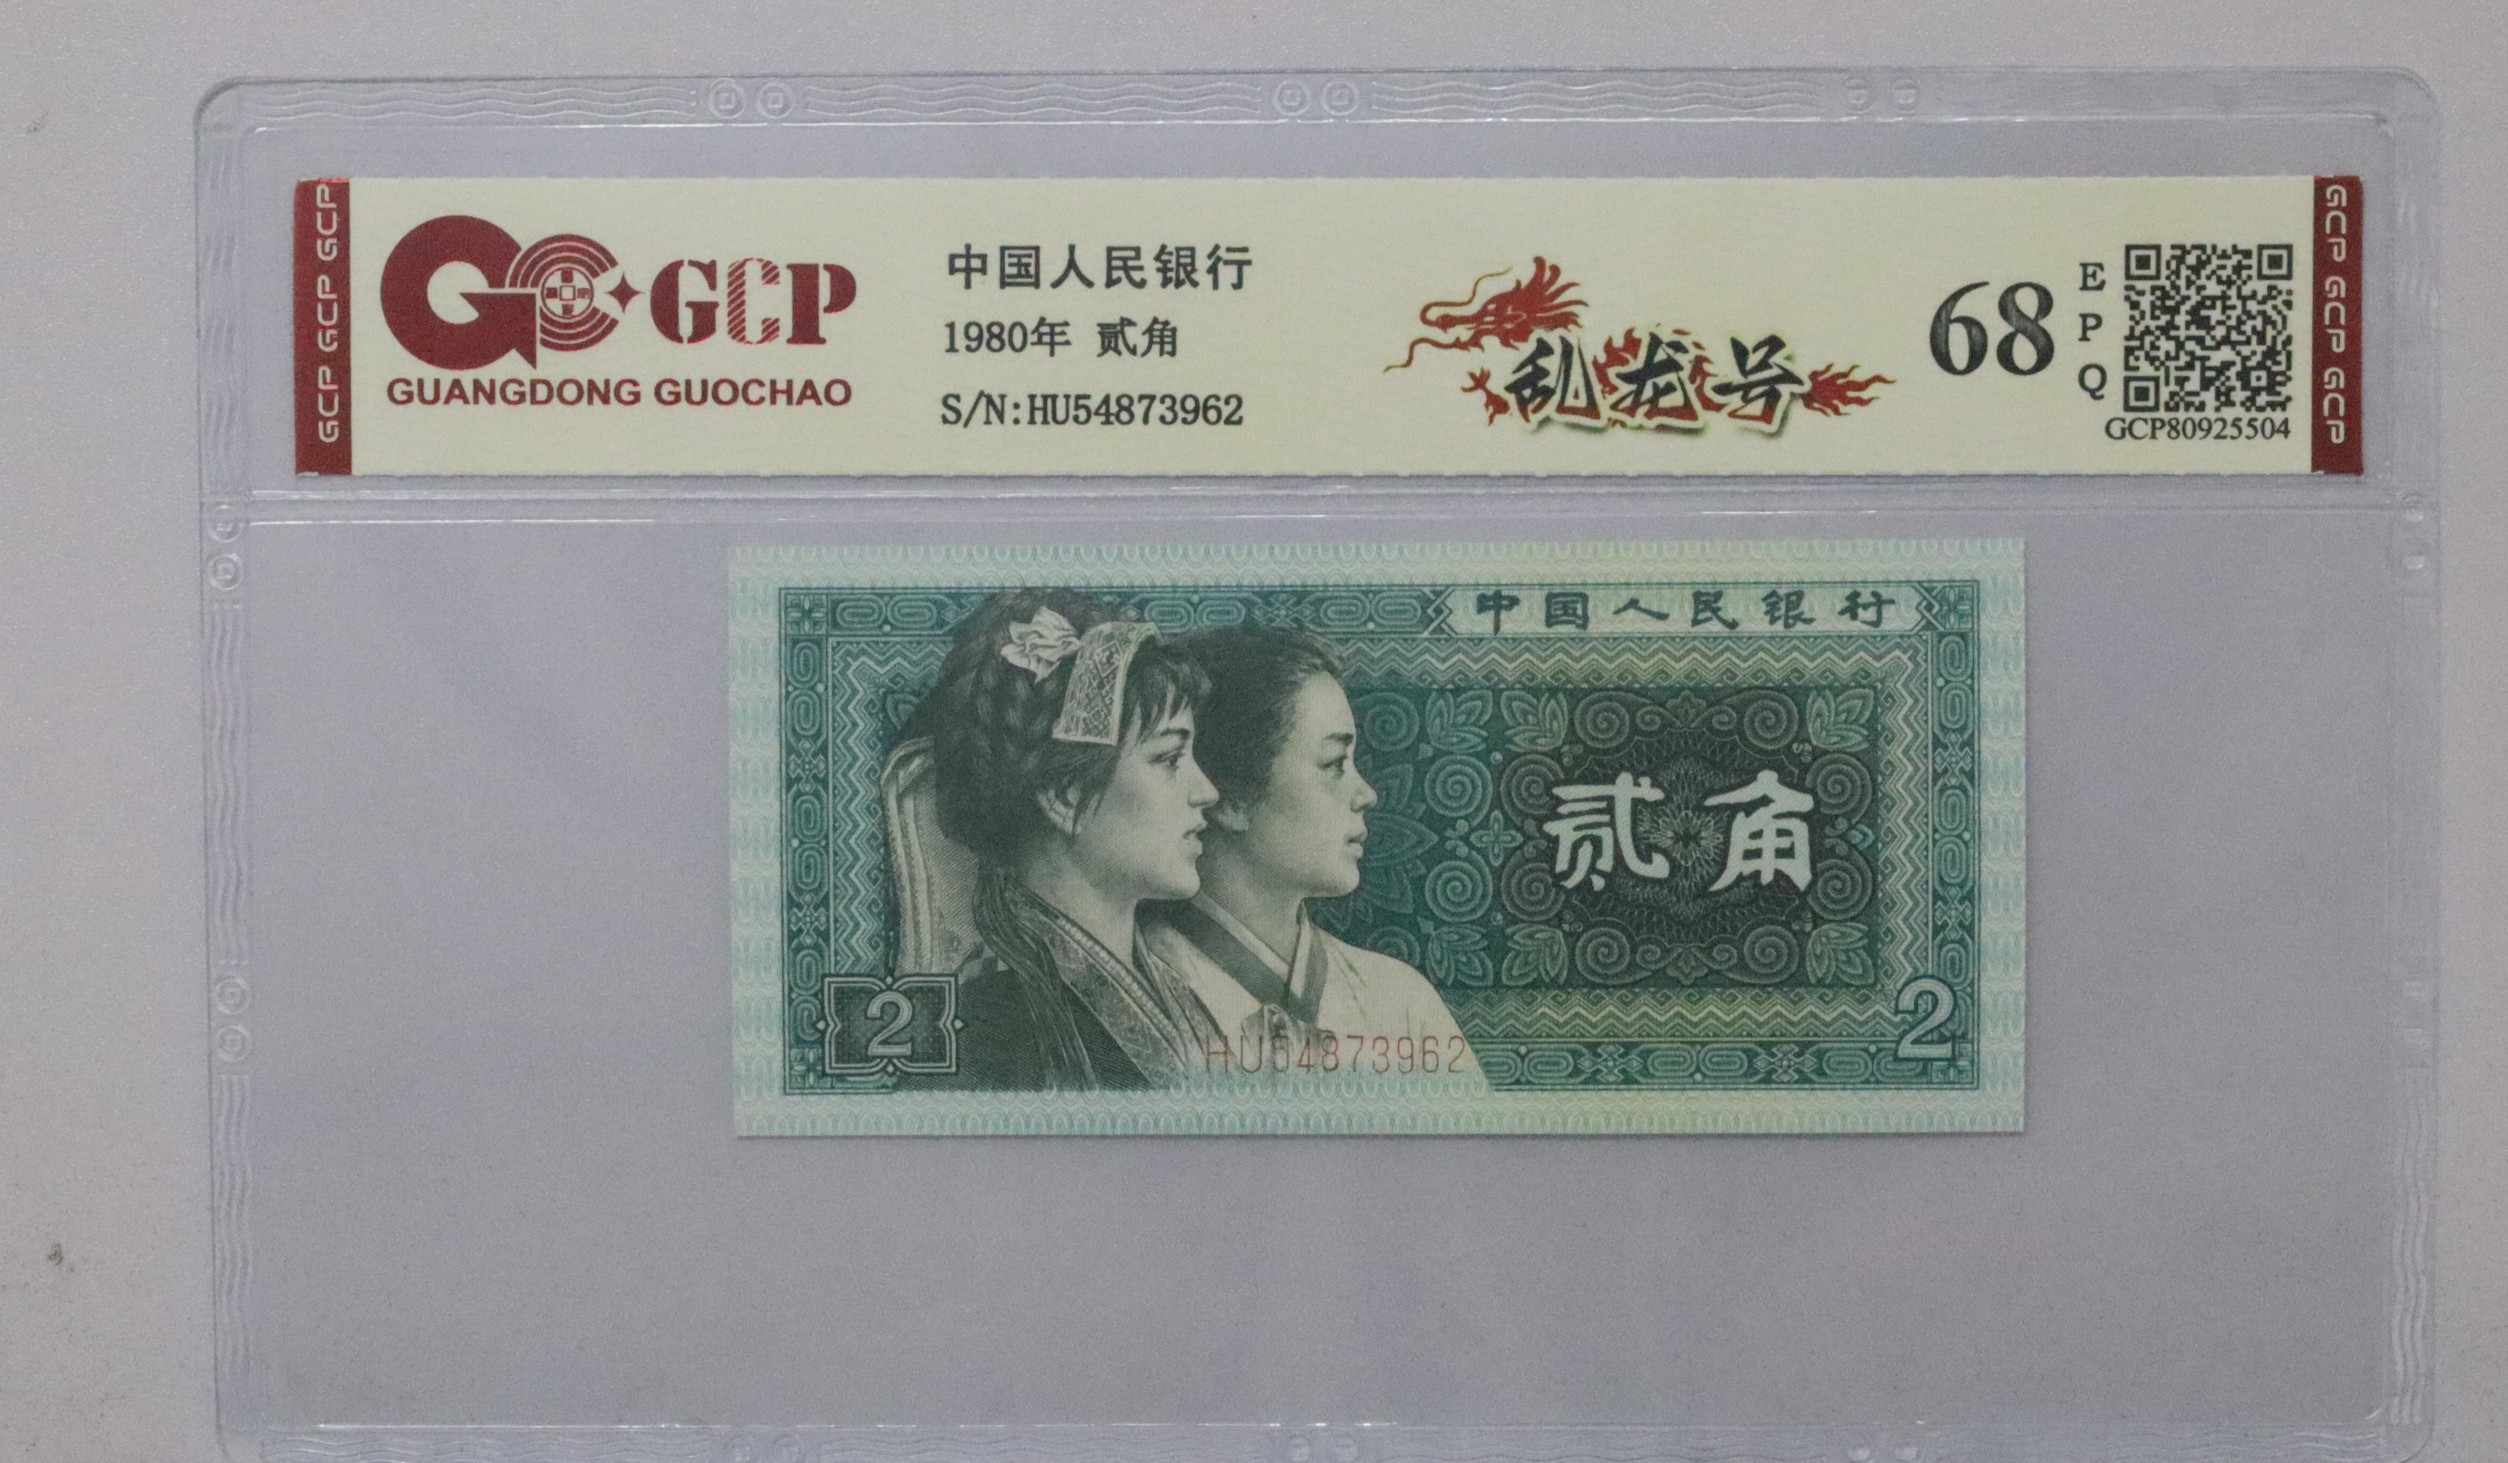 GCP GCP GCP
GCP
GUANGDONG GUOCHAO
中国人民银行
1980年 贰角
S/N:HU54873962
乱龙号
68
E
P
Q
GCP80925504
GCP GCP GCP
中国人民银行
贰角
2
HU54873962
2